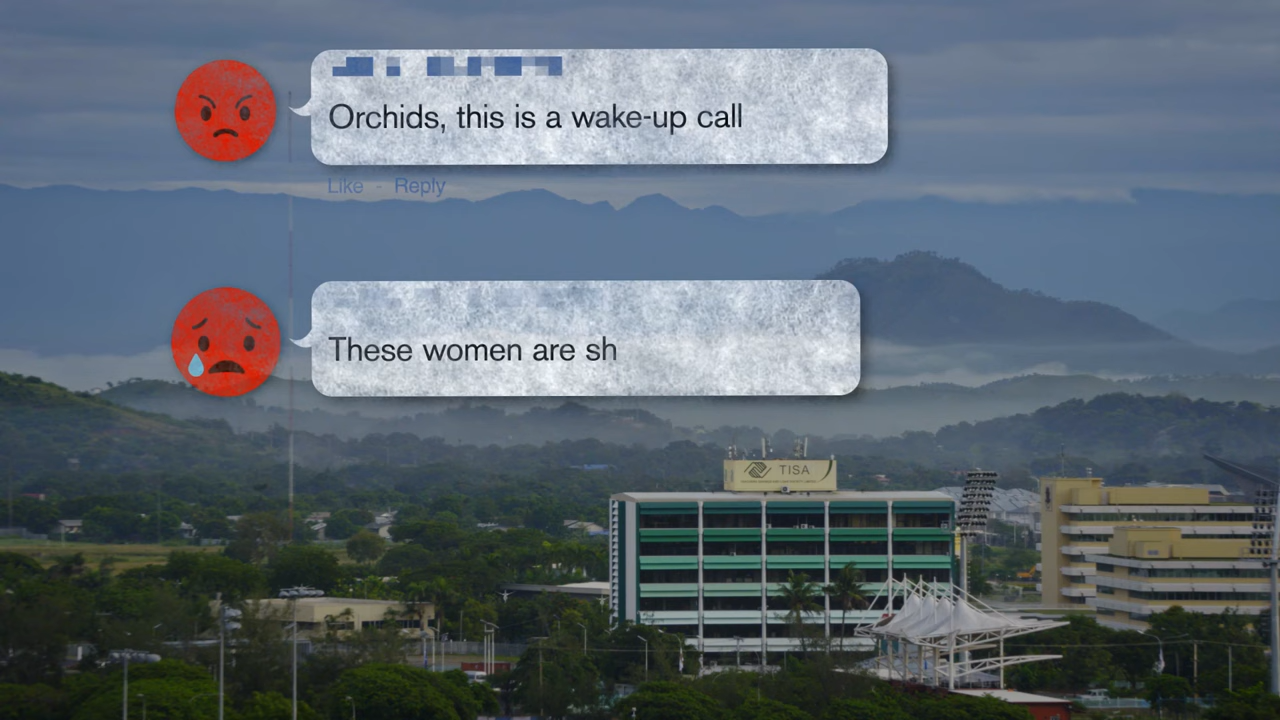 Orchids, this is a wake-up call
Like - Reply
These women are sh
TISA